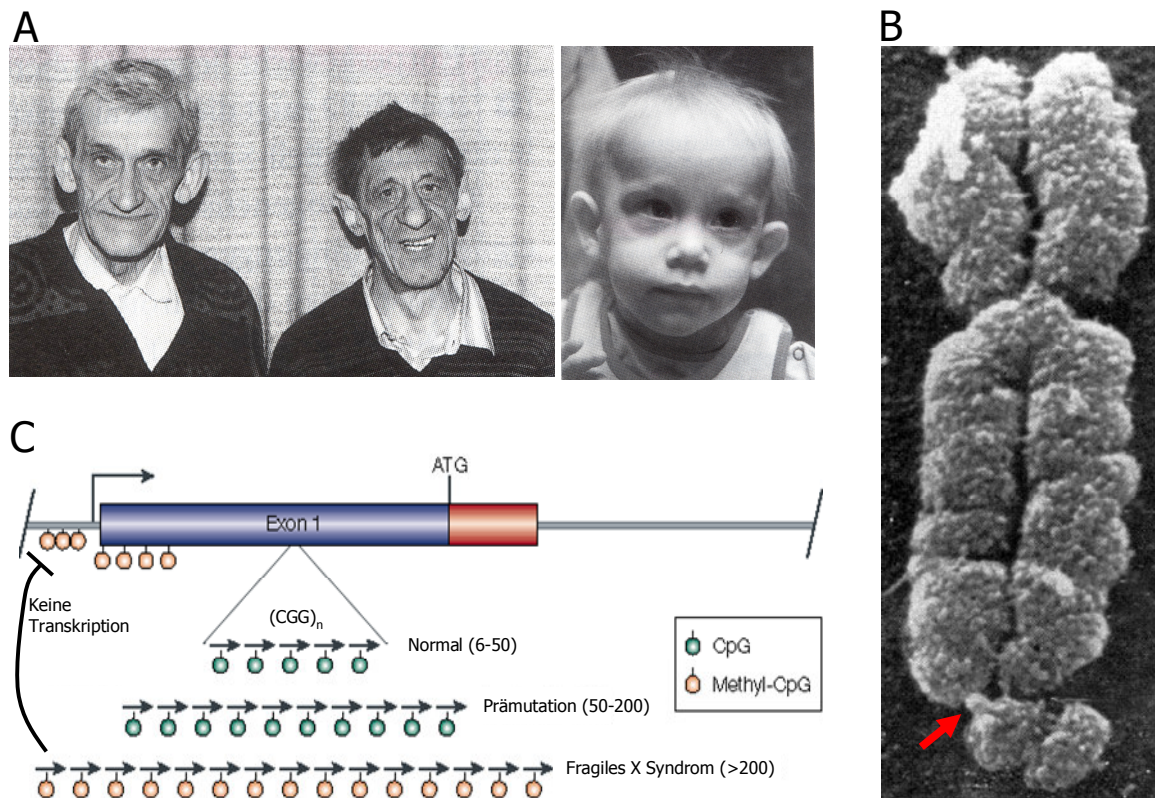 A
B
C
ATG
Exon 1
Keine
Transkription
(CGG)n
Normal (6-50)
CpG
Methyl-CpG
Prämutation (50-200)
Fragiles X Syndrom (>200)